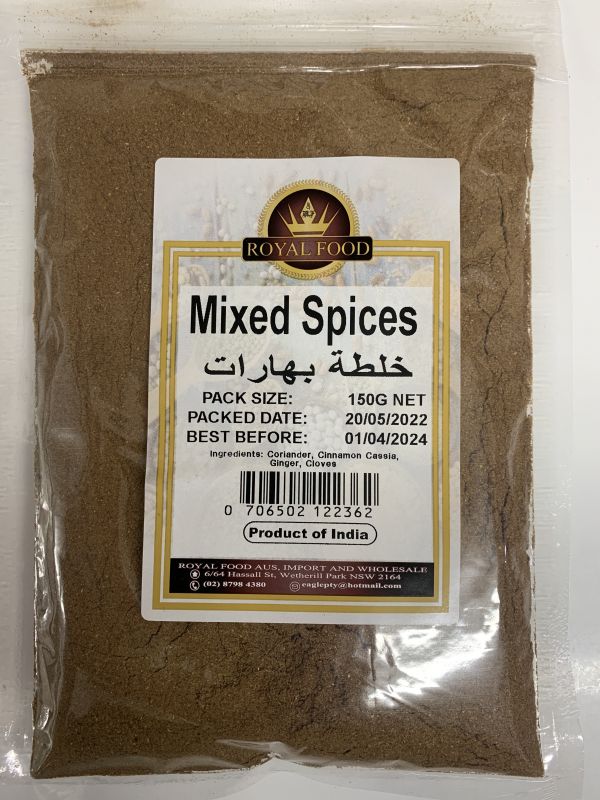 ROYAL FOOD
Mixed Spices
خلطة بهارات
PACK SIZE: 150G NET
PACKED DATE: 20/05/2022
BEST BEFORE: 01/04/2024
Ingredients: Coriander, Cinnamon Cassia,
Ginger, Cloves
0 706502 122362
Product of India
ROYAL FOOD AUS, IMPORT AND WHOLESALE
6/64 Hassall St, Wetherill Park NSW 2164
(02) 8798 4380 eaglepty@hotmail.com